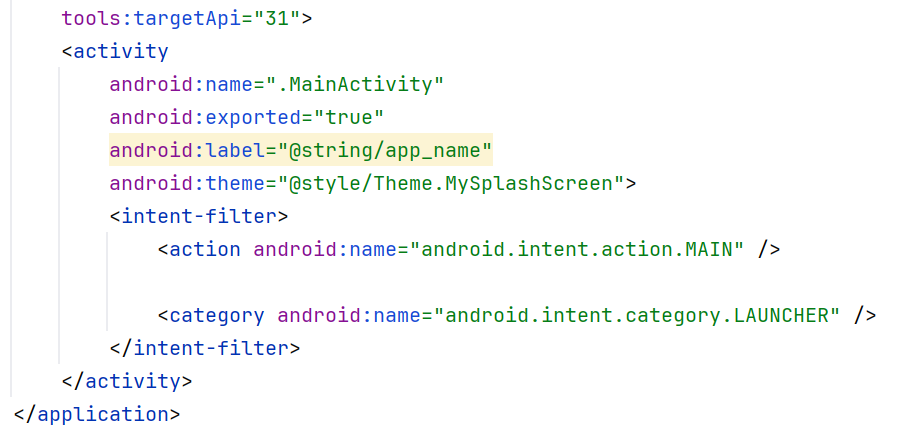 tools:targetApi="31">
<activity
android:name=".MainActivity"
android:exported="true"
android:label="@string/app_name"
android:theme="@style/Theme.MySplashScreen">
<intent-filter>
<action android:name="android.intent.action.MAIN" />
<category android:name="android.intent.category.LAUNCHER" />
</intent-filter>
</activity>
</application>